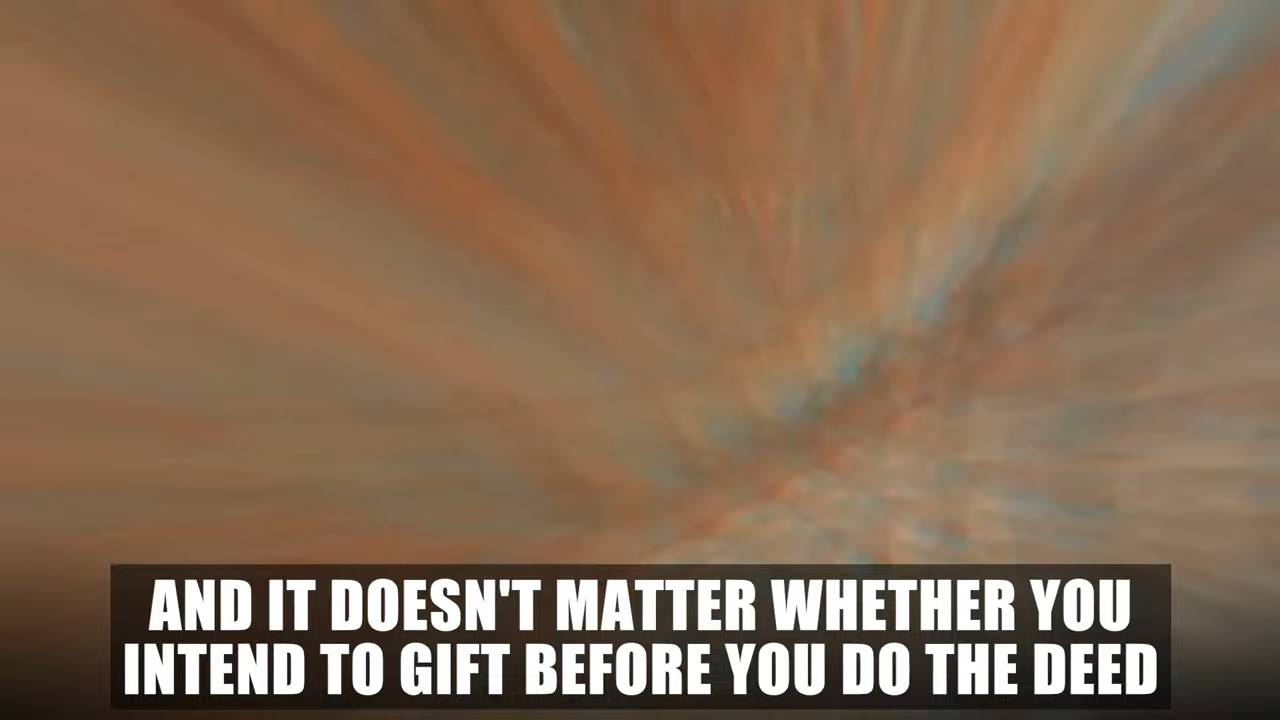 AND IT DOESN'T MATTER WHETHER YOU
INTEND TO GIFT BEFORE YOU DO THE DEED